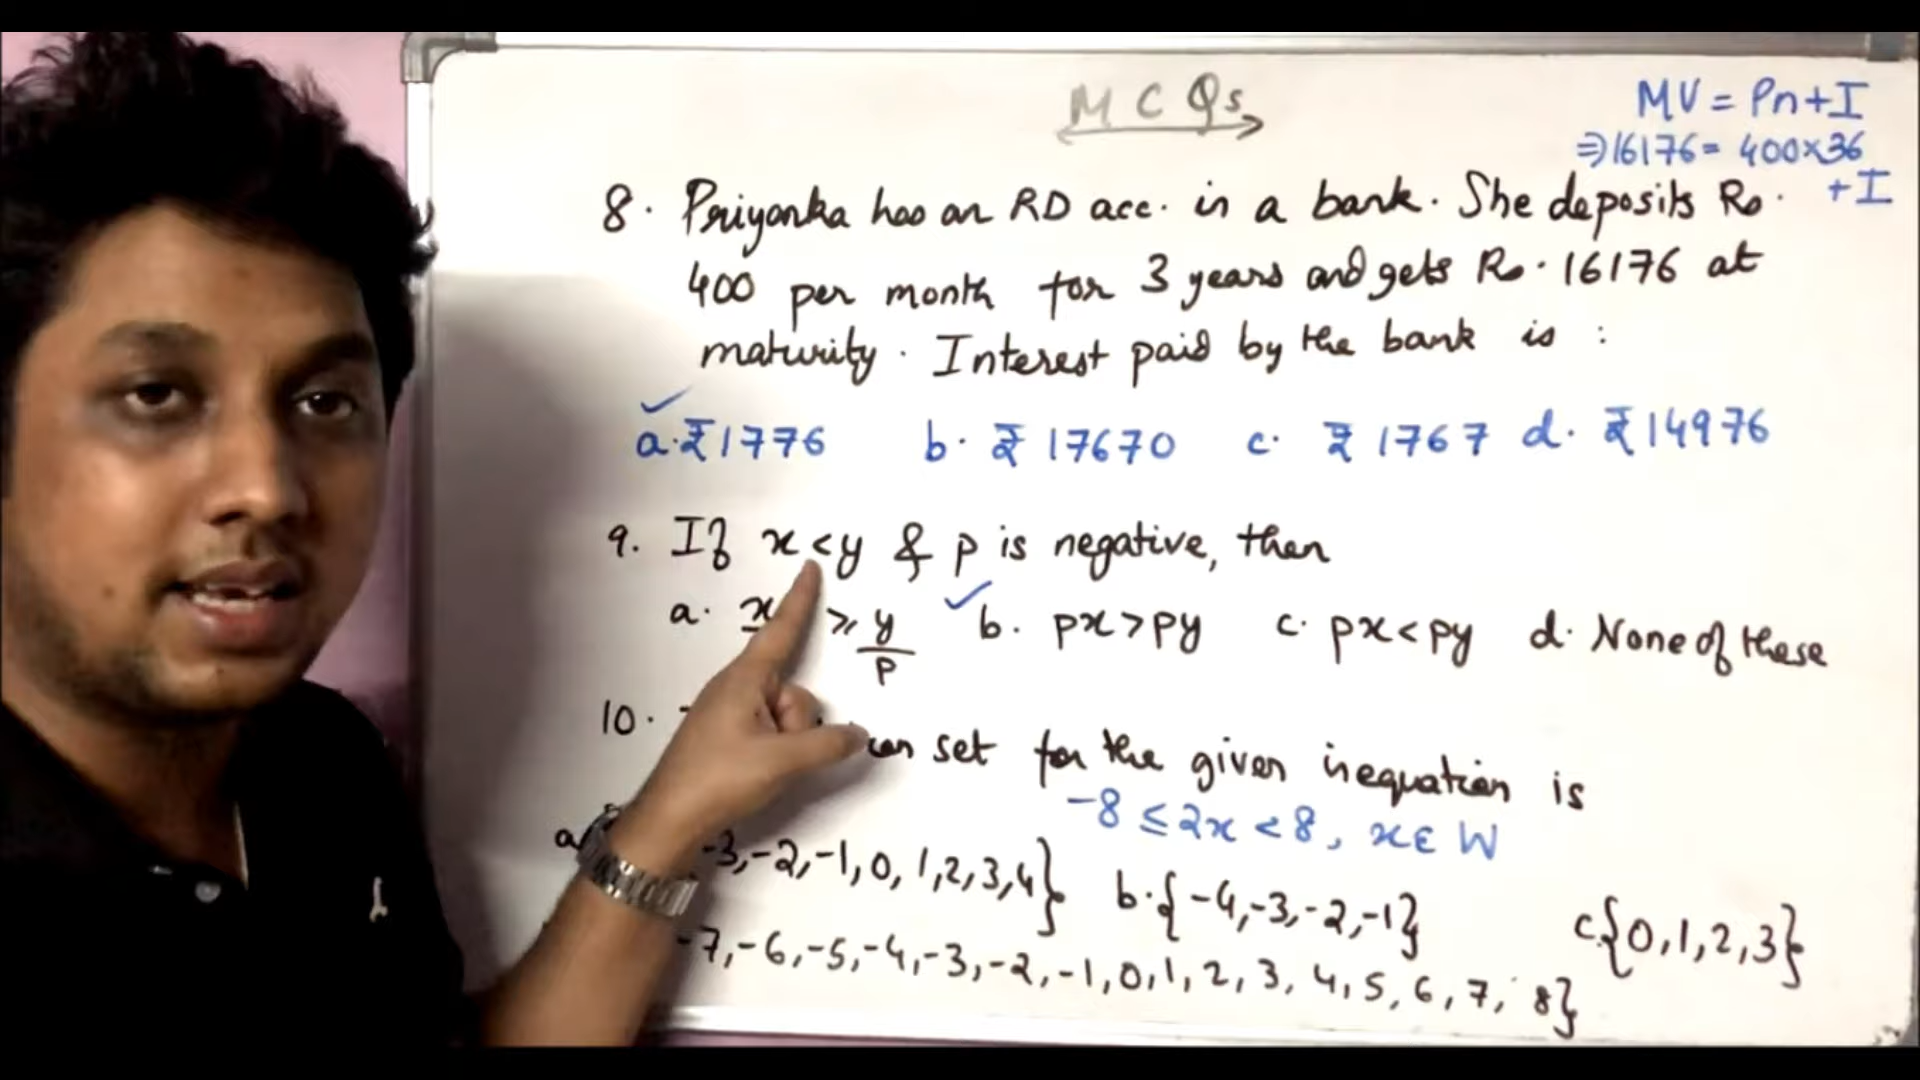 MCQs
MV = Pn+I
⇒16176 = 400×36
+I
8. Priyanka has an RD acc. in a bank. She deposits Rs.
400 per month for 3 years and gets Rs. 16176 at
maturity. Interest paid by the bank is :
a. ₹1776 b. ₹ 17670 c. ₹ 1767 d. ₹14976
9. If x<y & p is negative, then
a. x ≥ y/p b. px>py c. px<py d. None of these
10. set for the given inequation is
-8 ≤ 2x < 8, x∈ W
a -3,-2,-1,0,1,2,3,4} b.{-4,-3,-2,-1} c.{0,1,2,3}
-7,-6,-5,-4,-3,-2,-1,0,1,2,3,4,5,6,7,8}